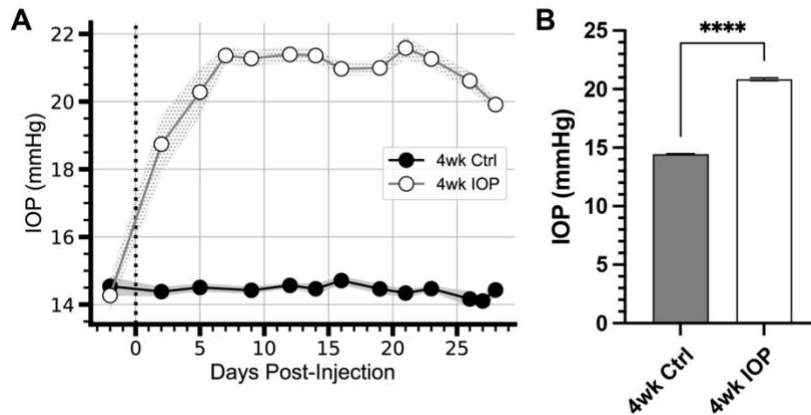 A
IOP (mmHg)
22
20
18
16
14
0
5
10
15
20
25
Days Post-Injection
4wk Ctrl
4wk IOP
B
****
IOP (mmHg)
25
20
15
10
5
0
4wk Ctrl
4wk IOP